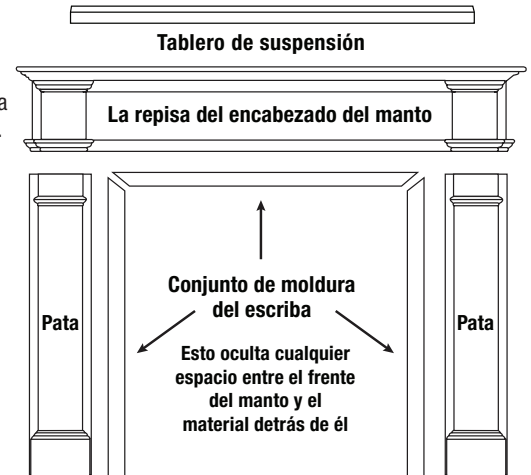 Tablero de suspensión
a
La repisa del encabezado del manto
.
Conjunto de moldura
del escriba
Pata
Pata
Esto oculta cualquier
espacio entre el frente
del manto y el
material detrás de él